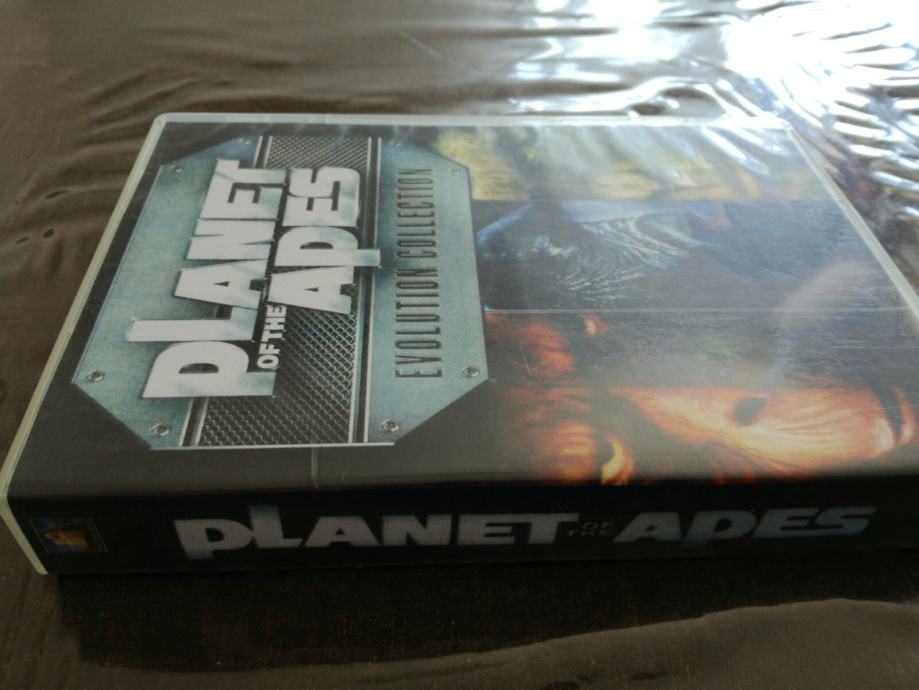 PLANET
OF THE APES
EVOLUTION COLLECTION
PLANET OF THE APES